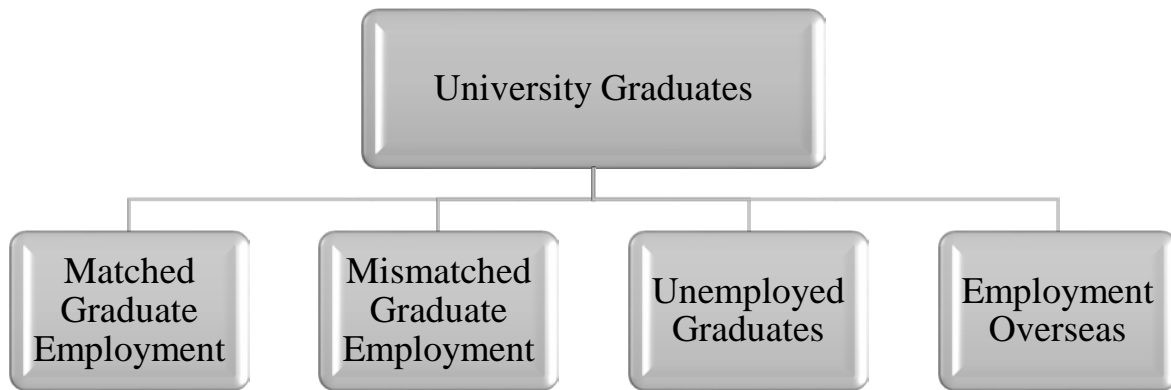 University Graduates
Matched
Graduate
Employment
Mismatched
Graduate
Employment
Unemployed
Graduates
Employment
Overseas